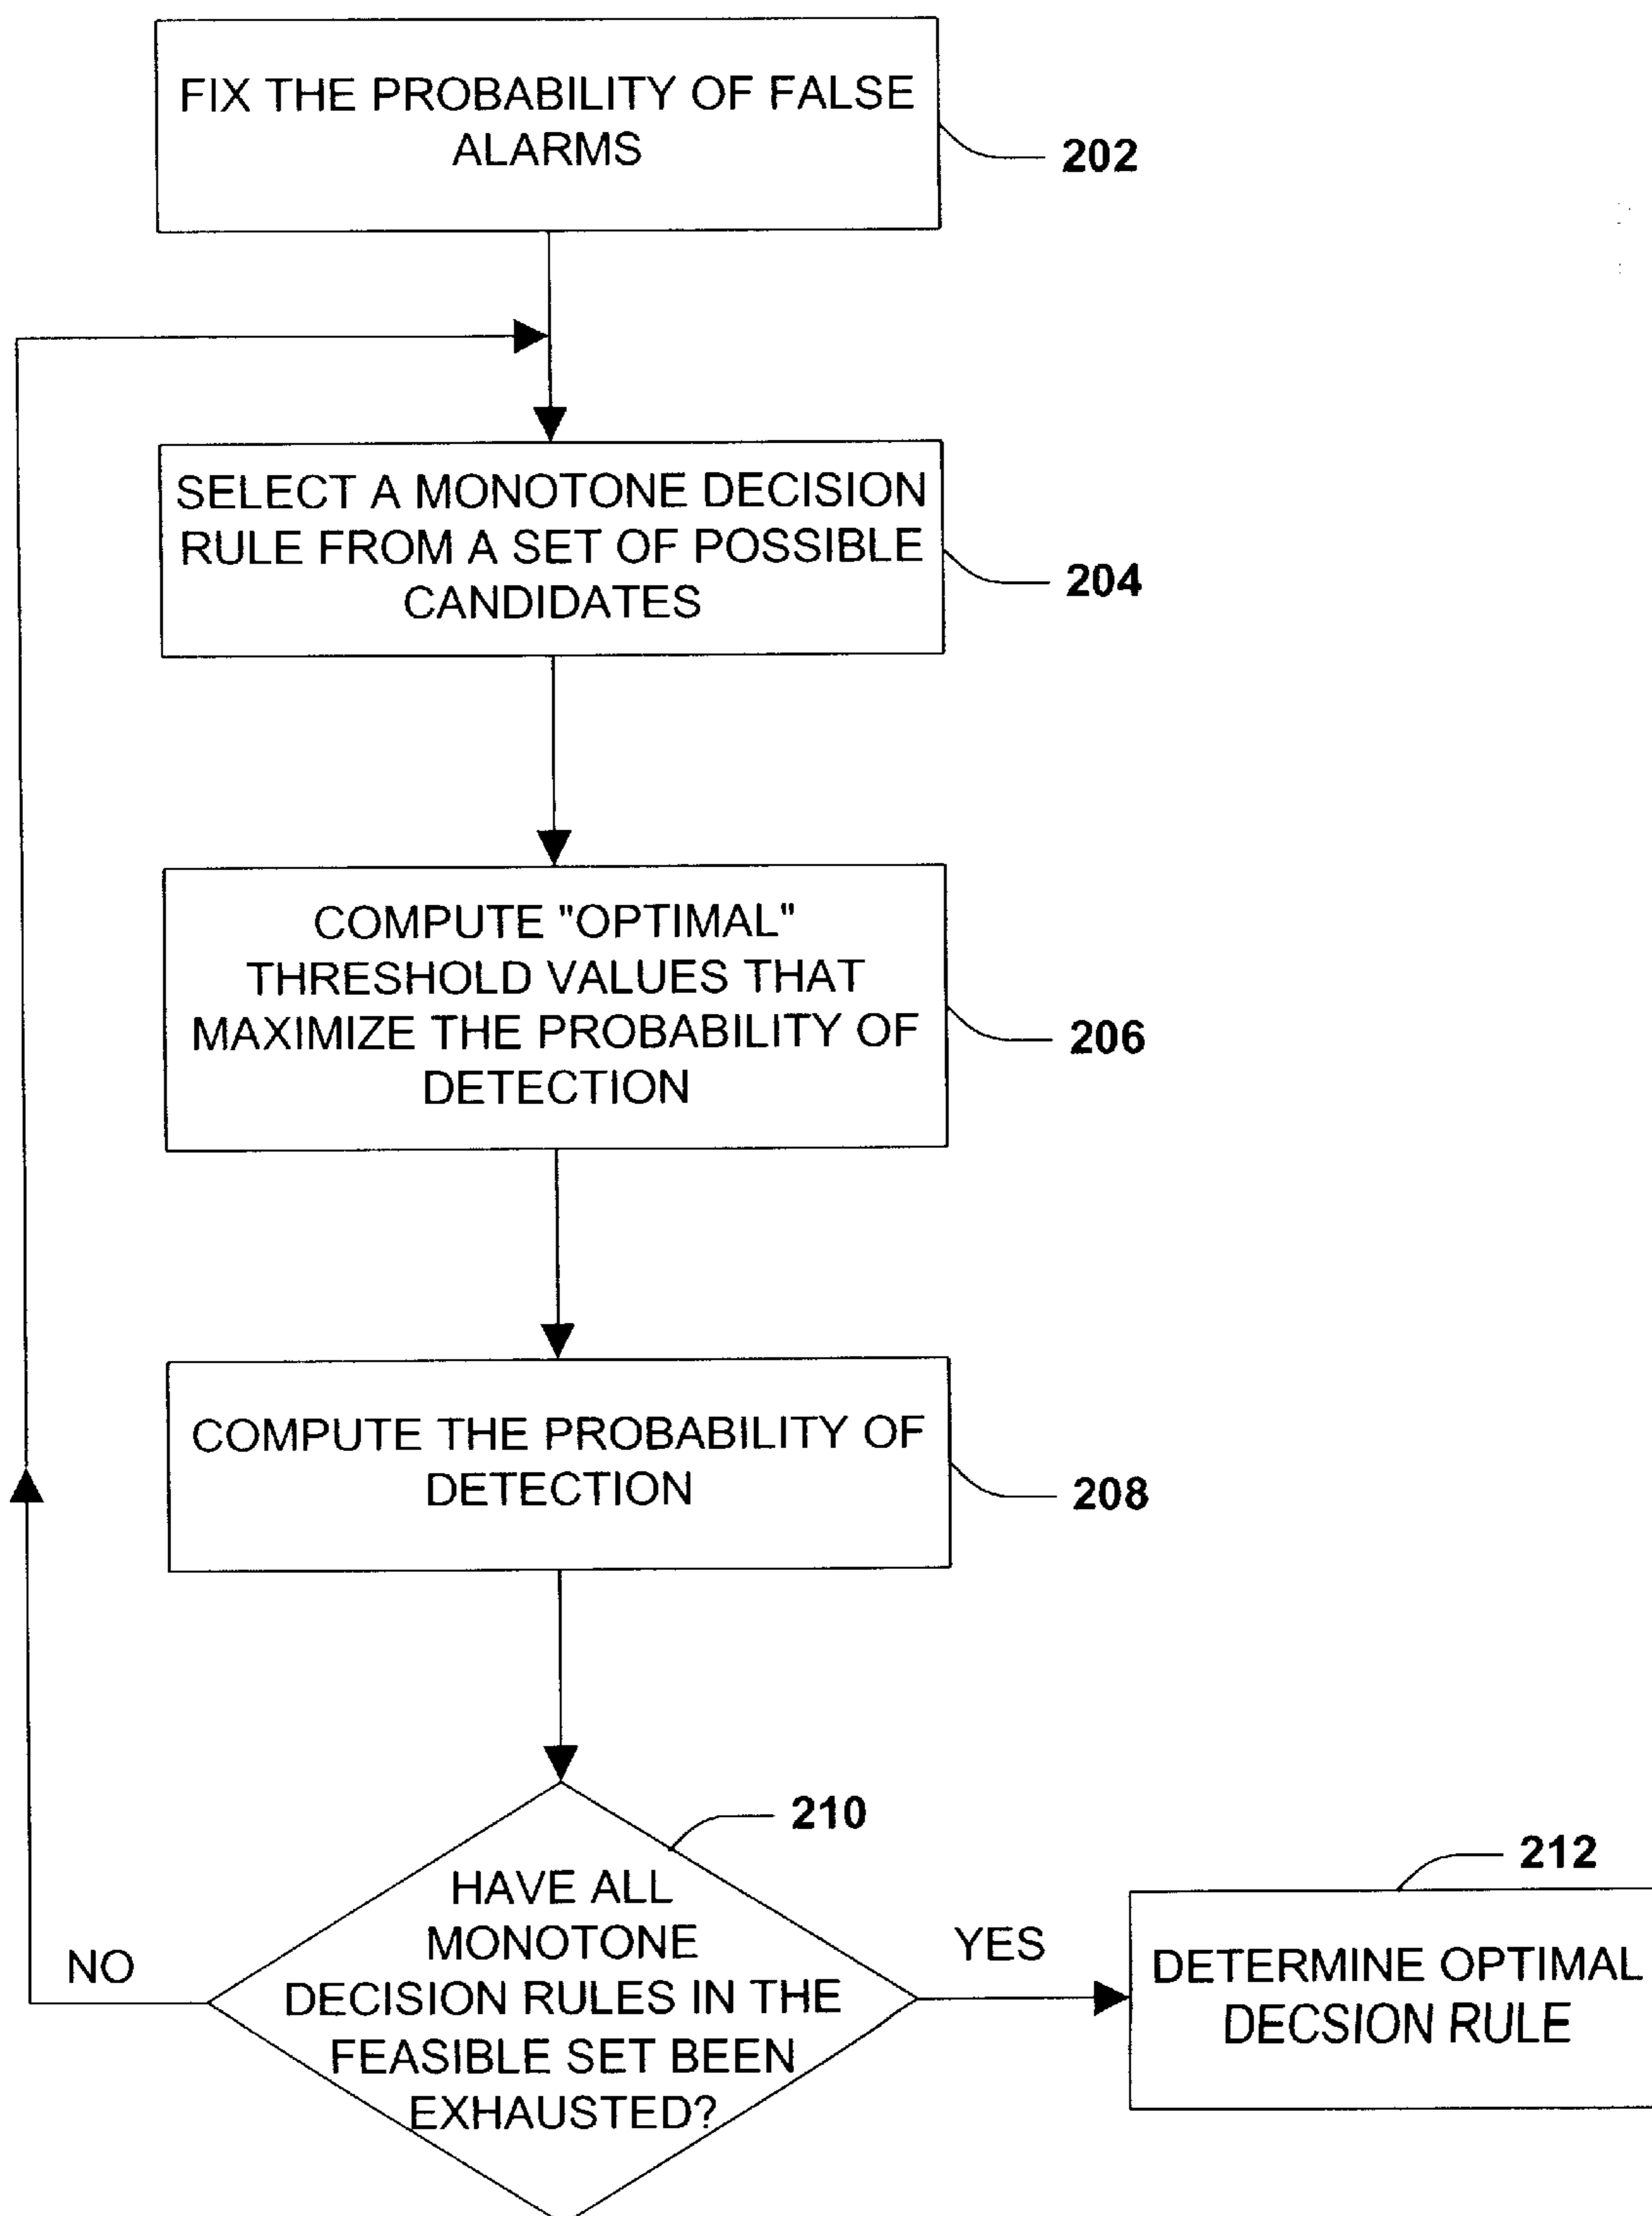 FIX THE PROBABILITY OF FALSE
ALARMS
202
SELECT A MONOTONE DECISION
RULE FROM A SET OF POSSIBLE
CANDIDATES
204
COMPUTE "OPTIMAL"
THRESHOLD VALUES THAT
MAXIMIZE THE PROBABILITY OF
DETECTION
206
COMPUTE THE PROBABILITY OF
DETECTION
208
210
HAVE ALL
MONOTONE
DECISION RULES IN THE
FEASIBLE SET BEEN
EXHAUSTED?
NO
YES
212
DETERMINE OPTIMAL
DECSION RULE